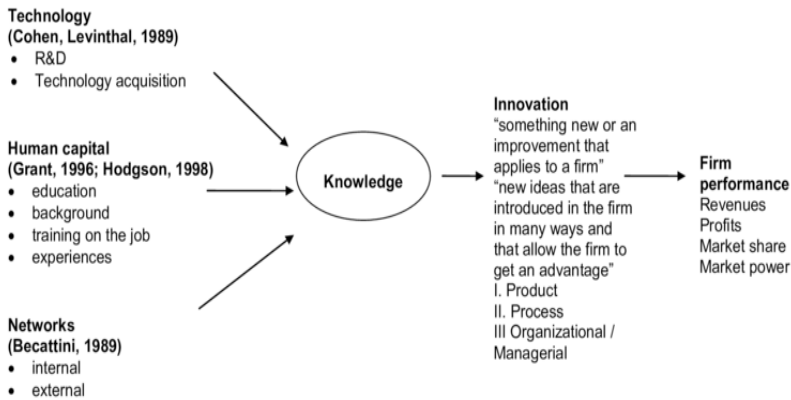 Technology
(Cohen, Levinthal, 1989)
• R&D
• Technology acquisition
Human capital
(Grant, 1996; Hodgson, 1998)
• education
• background
• training on the job
• experiences
Networks
(Becattini, 1989)
• internal
• external
Knowledge
Innovation
“something new or an
improvement that
applies to a firm”
“new ideas that are
introduced in the firm
in many ways and
that allow the firm to
get an advantage”
I. Product
II. Process
III Organizational /
Managerial
Firm
performance
Revenues
Profits
Market share
Market power